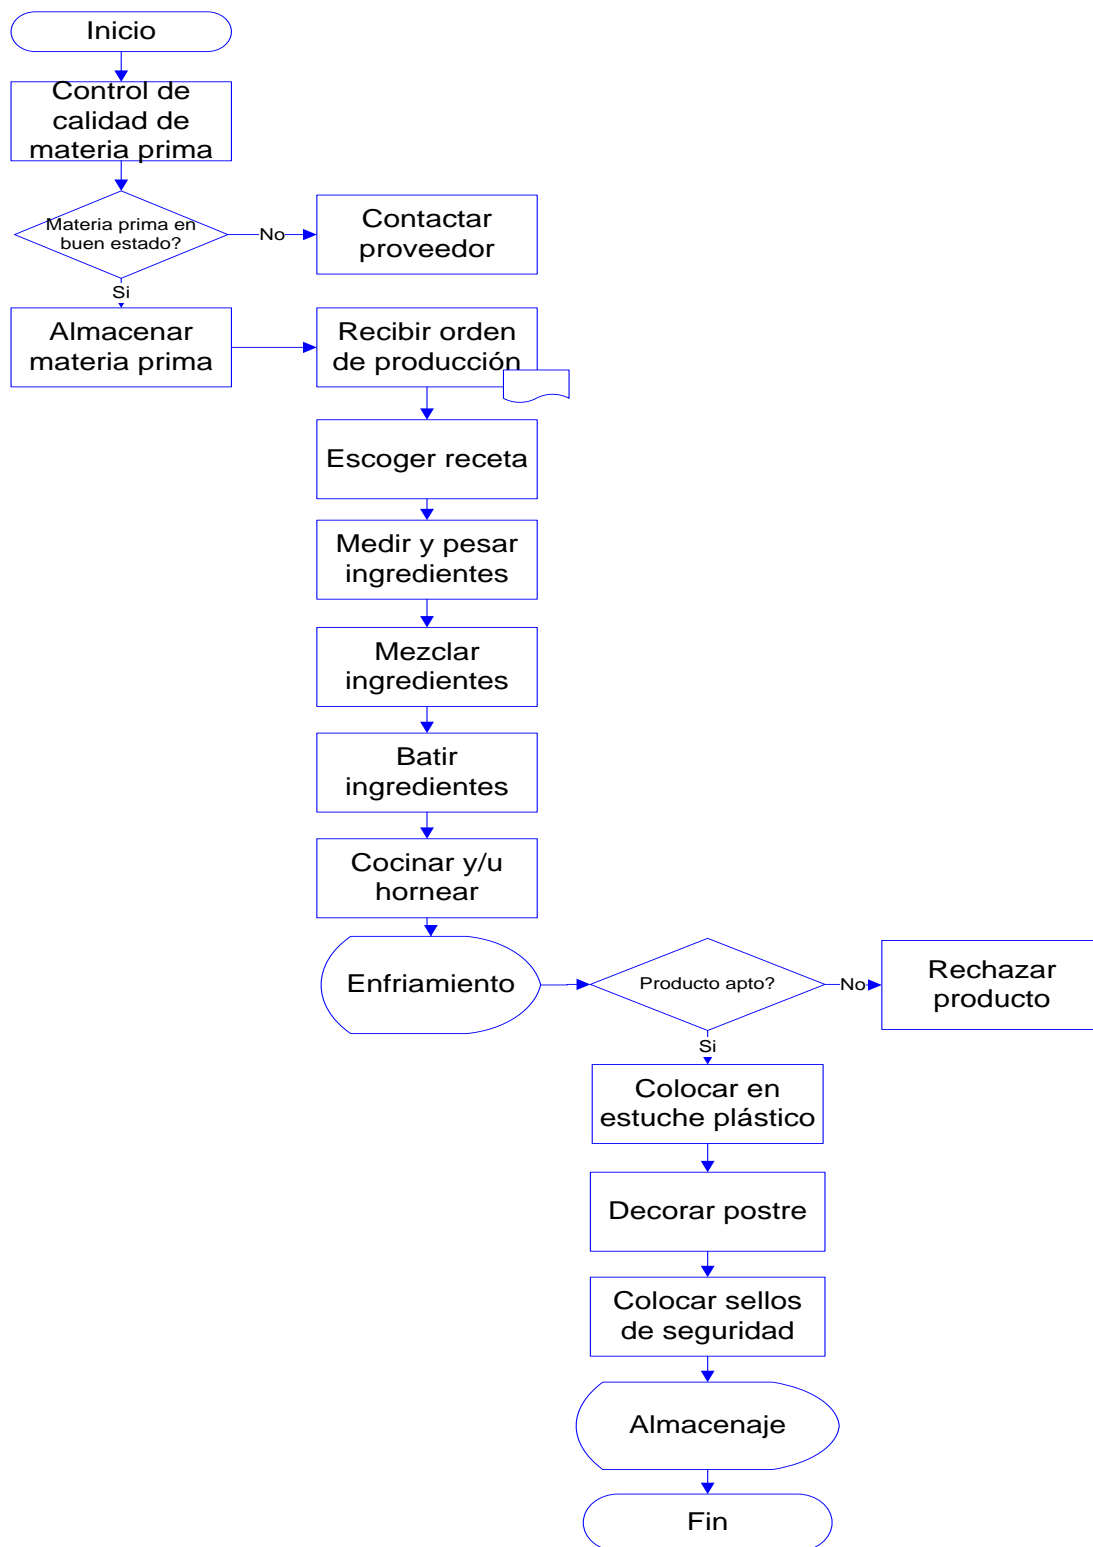 Inicio
Control de
calidad de
materia prima
Materia prima en
buen estado?
No
Contactar
proveedor
Si
Almacenar
materia prima
Recibir orden
de producción
Escoger receta
Medir y pesar
ingredientes
Mezclar
ingredientes
Batir
ingredientes
Cocinar y/u
hornear
Enfriamiento
Producto apto?
No
Rechazar
producto
Si
Colocar en
estuche plástico
Decorar postre
Colocar sellos
de seguridad
Almacenaje
Fin